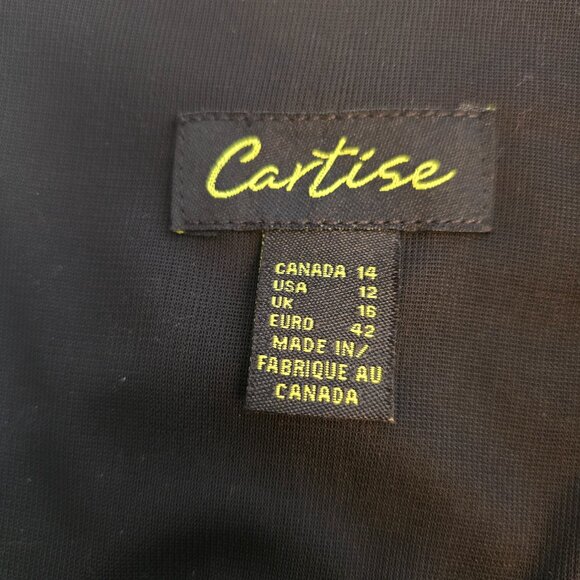 Cartise
CANADA 14
USA 12
UK 16
EURO 42
MADE IN/
FABRIQUE AU
CANADA